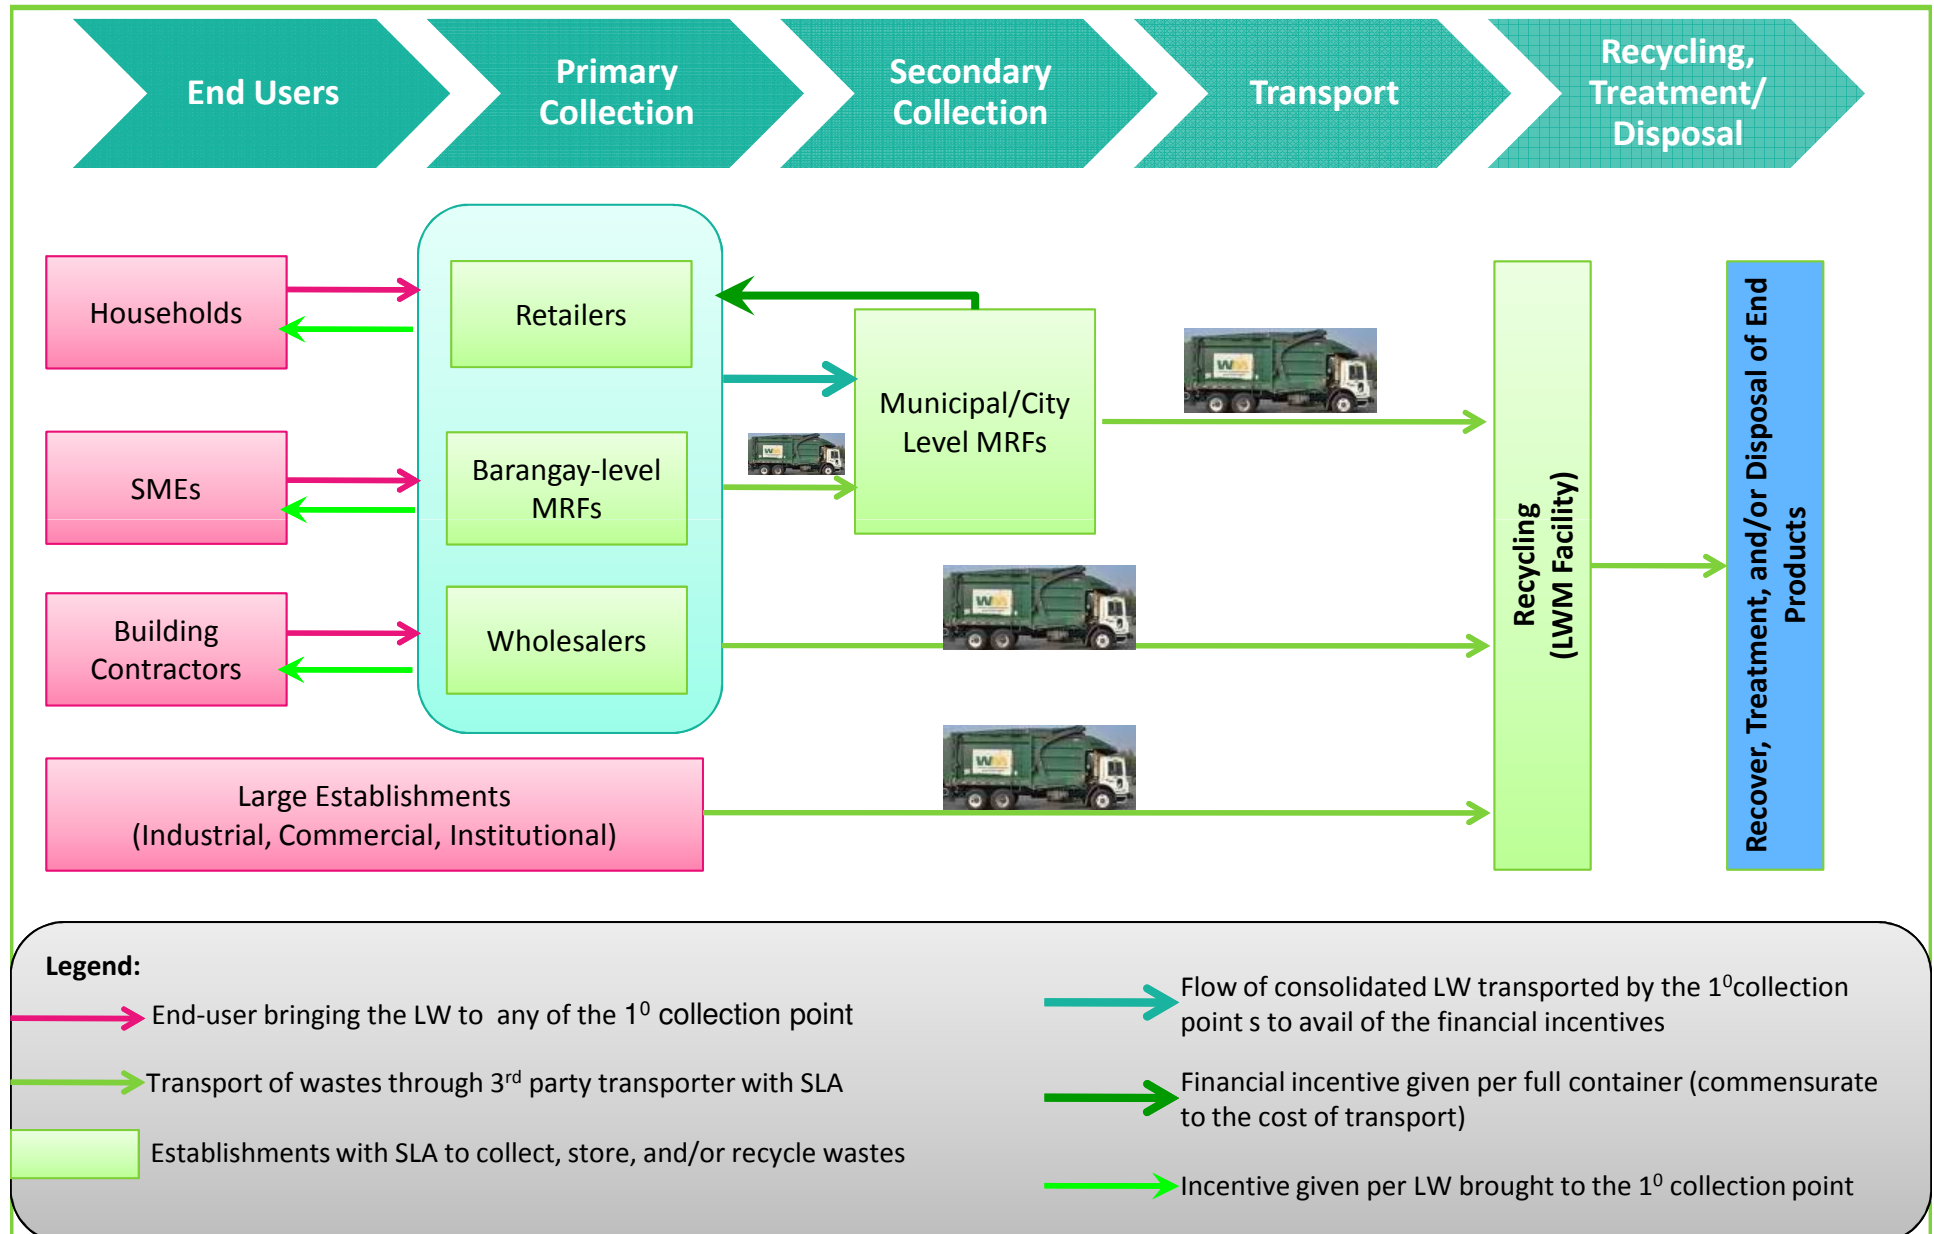 End Users
Primary
Collection
Secondary
Collection
Transport
Recycling,
Treatment/
Disposal
Households
Retailers
SMEs
Barangay-level
MRFs
Building
Contractors
Wholesalers
Municipal/City
Level MRFs
WM
WM
WM
WM
Large Establishments
(Industrial, Commercial, Institutional)
Recycling
(LWM Facility)
Recover, Treatment, and/or Disposal of End
Products
Legend:
End-user bringing the LW to any of the 1⁰ collection point
Transport of wastes through 3rd party transporter with SLA
Establishments with SLA to collect, store, and/or recycle wastes
Flow of consolidated LW transported by the 1⁰collection
point s to avail of the financial incentives
Financial incentive given per full container (commensurate
to the cost of transport)
Incentive given per LW brought to the 1⁰ collection point